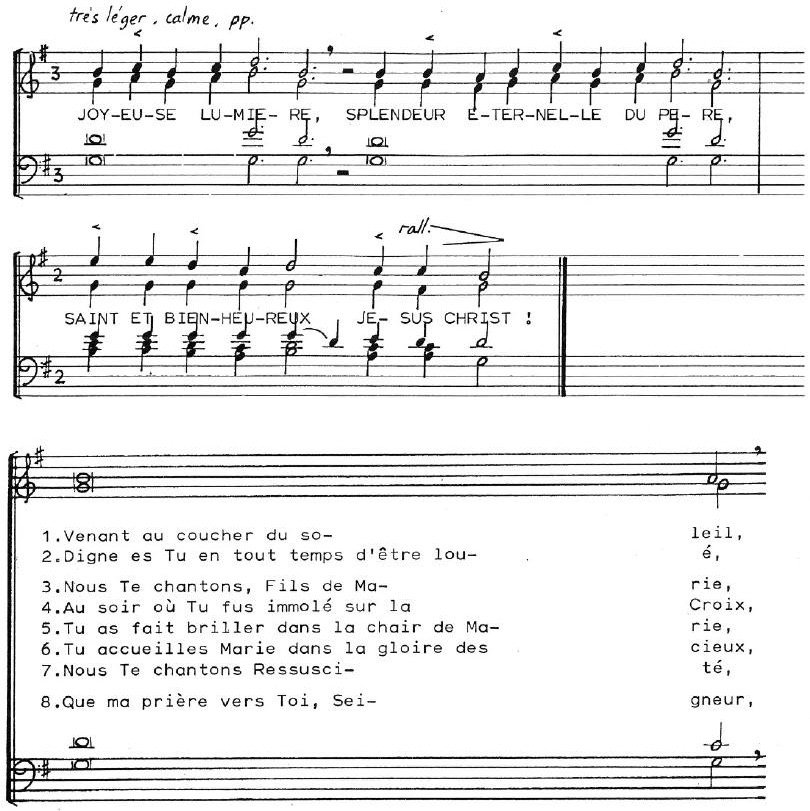 très léger, calme, pp.
3
JOY-EU-SE LU-MIE- RE, SPLENDEUR E-TER-NEL-LE DU PE- RE,
3
rall.
2
SAINT ET BIEN-HEU-REUX JE- SUS CHRIST !
2
1.Venant au coucher du so- leil,
2.Digne es Tu en tout temps d'être lou- é,
3.Nous Te chantons, Fils de Ma- rie,
4.Au soir où Tu fus immolé sur la Croix,
5.Tu as fait briller dans la chair de Ma- rie,
6.Tu accueilles Marie dans la gloire des cieux,
7.Nous Te chantons Ressusci- té,
8.Que ma prière vers Toi, Sei- gneur,